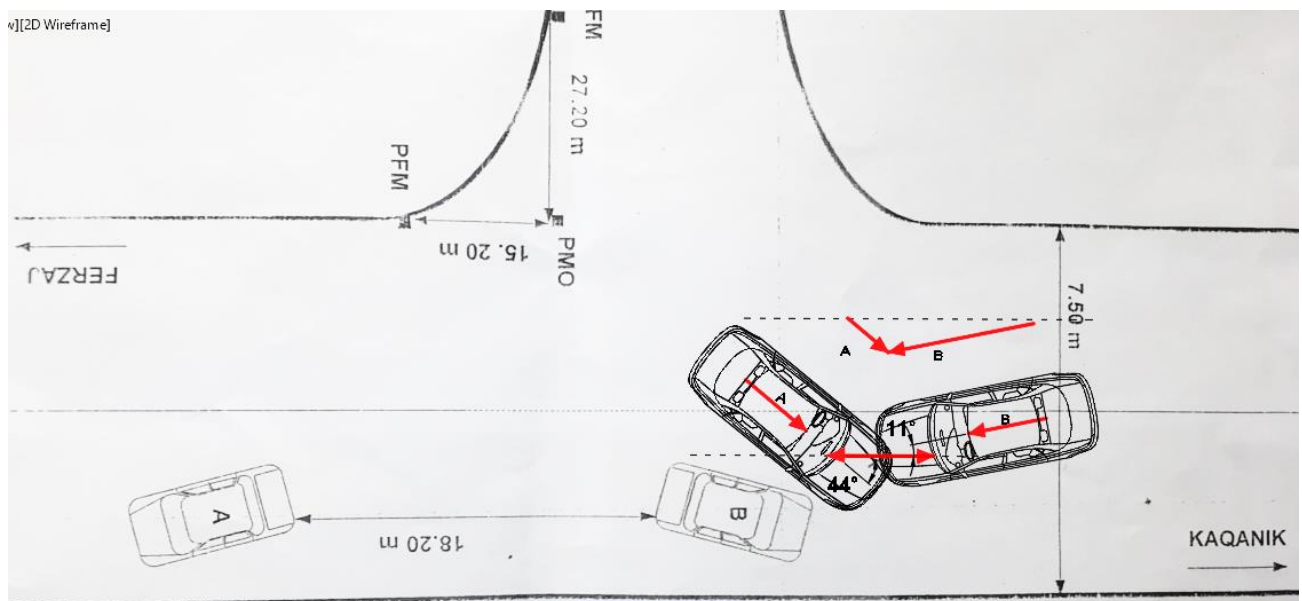 w][2D Wireframe]
FM
27.20 m
PFM
15. 20 m
PMO
FERZAJ
7.50 m
A
B
A
B
11°
44°
A
B
18.20 m
KAQANIK